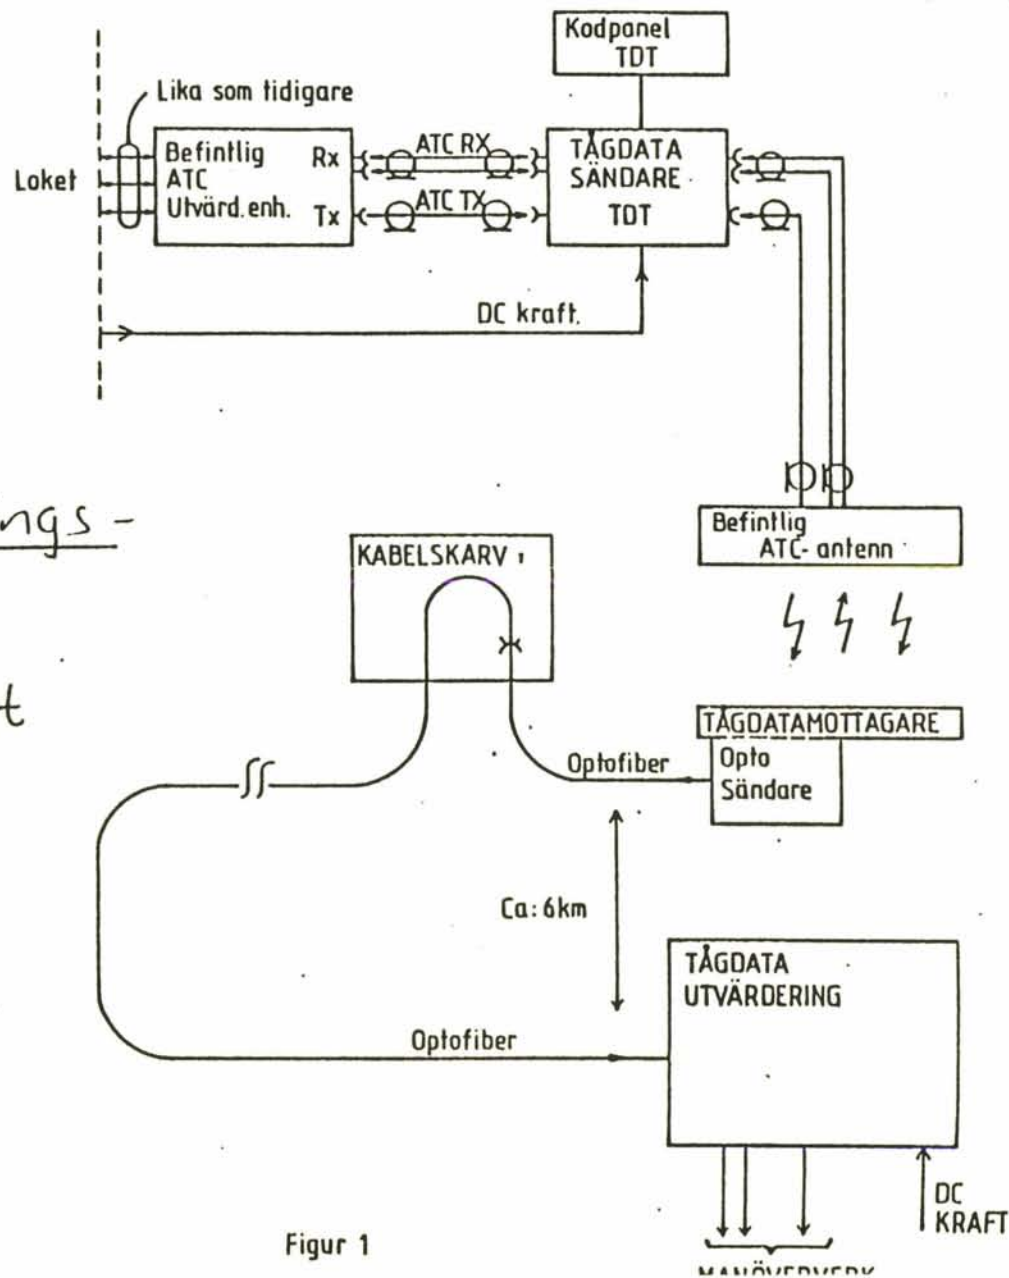 Kodpanel
TDT
Lika som tidigare
Loket
Befintlig
ATC
Utvärd.enh.
Rx
Tx
ATC RX
ATC TX
TÅGDATA
SÄNDARE
TDT
DC kraft.
ngs-
t
Befintlig
ATC-antenn
KABELSKARV
TÅGDATAMOTTAGARE
Opto
Sändare
Optofiber
Ca: 6km
TÅGDATA
UTVÄRDERING
Optofiber
DC
KRAFT
Figur 1
MANÖVERVERK